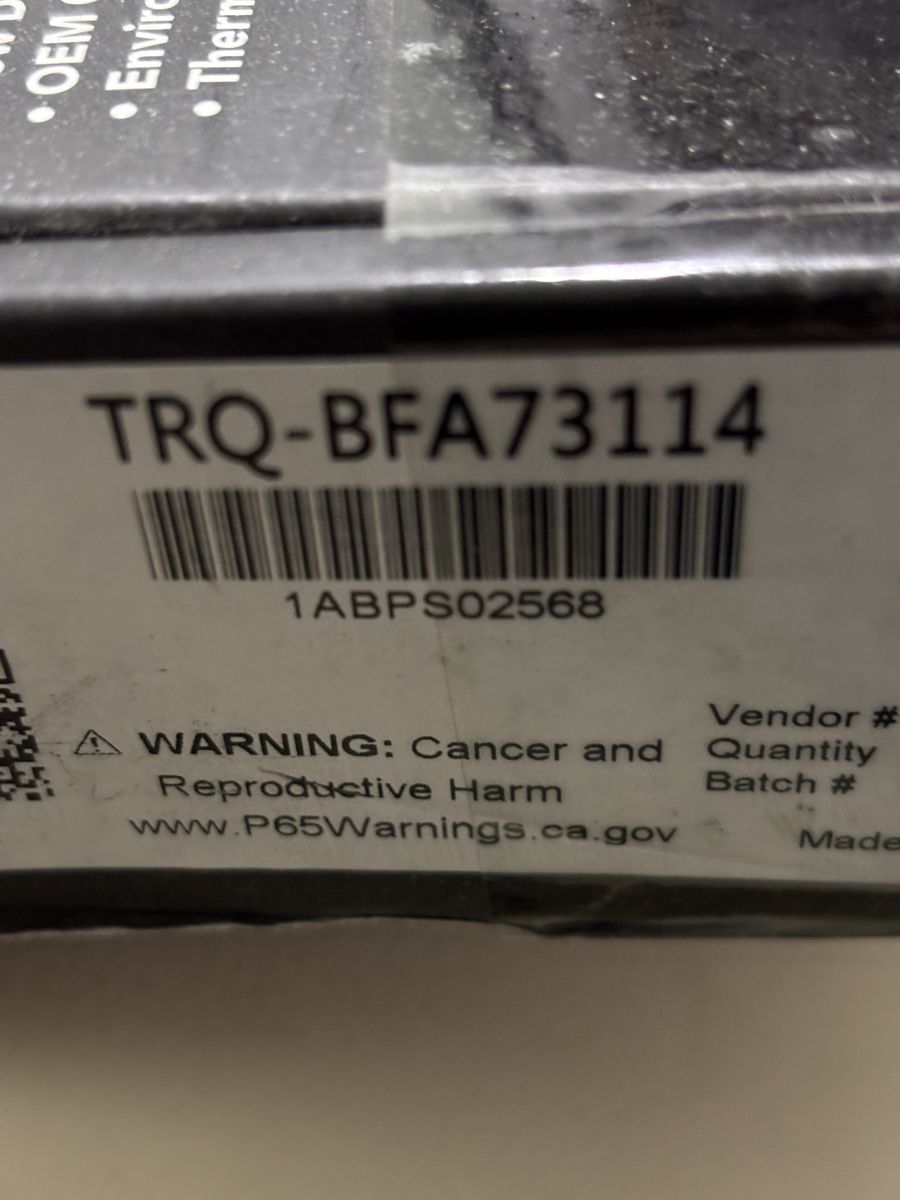 • OEM
• Enviro
• Therm
TRQ-BFA73114
1ABPS02568
WARNING: Cancer and
Reproductive Harm
www.P65Warnings.ca.gov
Vendor #
Quantity
Batch #
Made